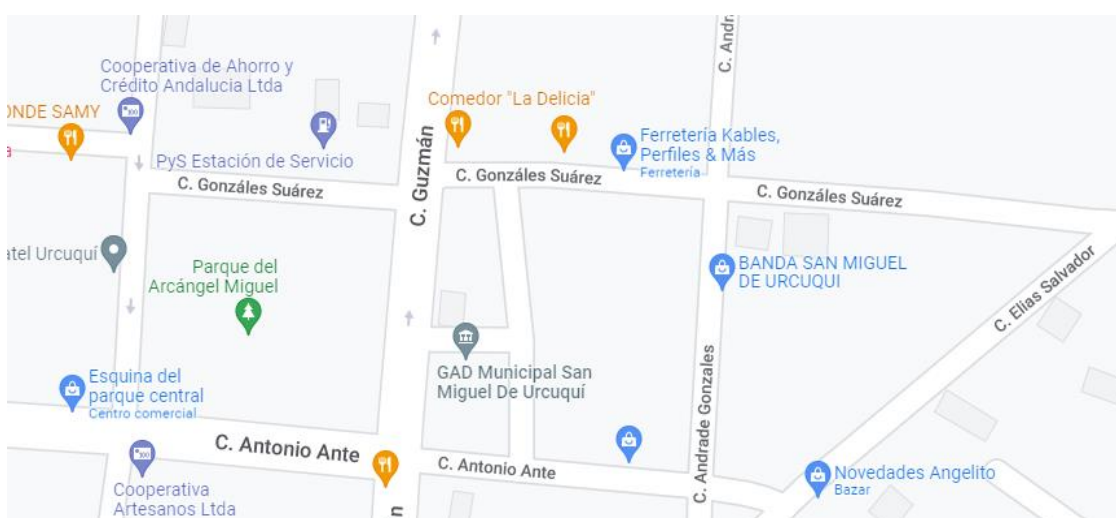 C. Andr
Cooperativa de Ahorro y
Crédito Andalucia Ltda
ONDE SAMY
Comedor "La Delicia"
Ferretería Kables,
Perfiles & Más
Ferretería
PyS Estación de Servicio
C. Gonzáles Suárez
C. Guzmán
C. Gonzáles Suárez
C. Gonzáles Suárez
a
atel Urcuquí
Parque del
Arcángel Miguel
BANDA SAN MIGUEL
DE URCUQUI
C. Elias Salvador
GAD Municipal San
Miguel De Urcuquí
C. Andrade Gonzales
Esquina del
parque central
Centro comercial
C. Antonio Ante
C. Antonio Ante
Novedades Angelito
Bazar
Cooperativa
Artesanos Ltda
n